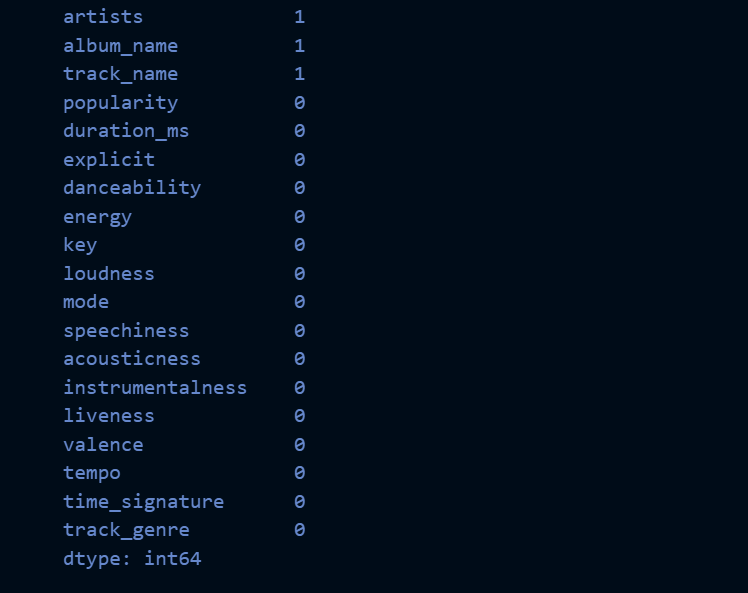 artists 1
album_name 1
track_name 1
popularity 0
duration_ms 0
explicit 0
danceability 0
energy 0
key 0
loudness 0
mode 0
speechiness 0
acousticness 0
instrumentalness 0
liveness 0
valence 0
tempo 0
time_signature 0
track_genre 0
dtype: int64